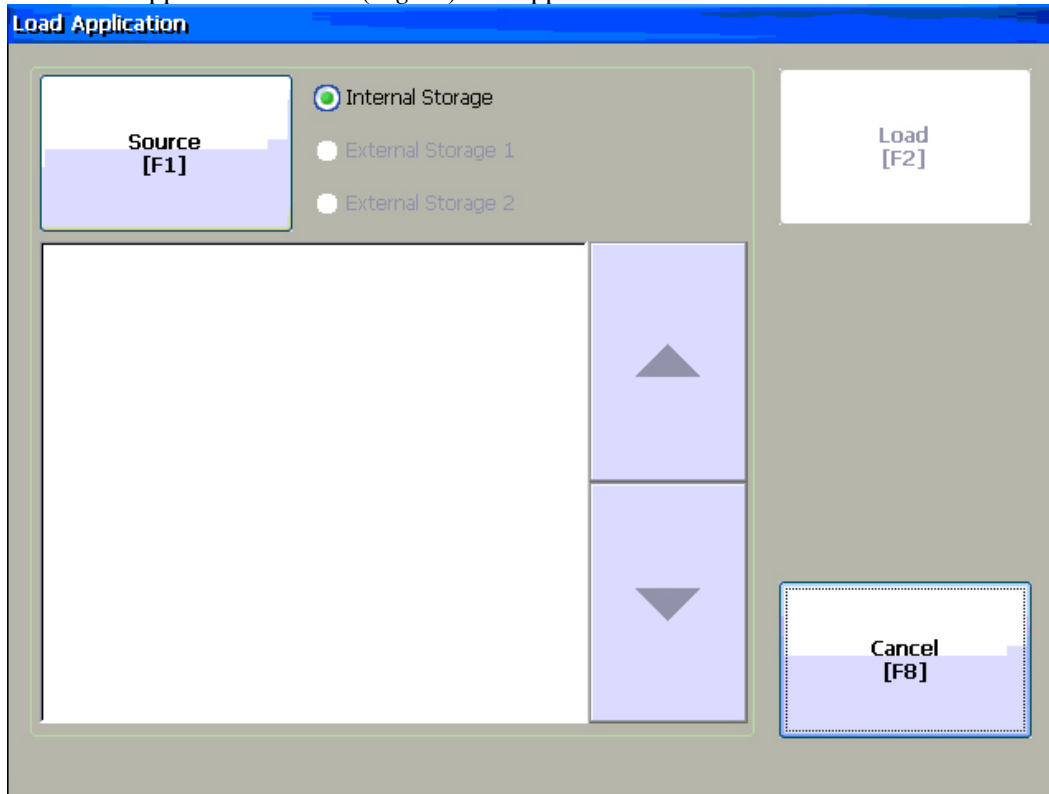 Load Application
Source
[F1]
Internal Storage
External Storage 1
External Storage 2
Load
[F2]
Cancel
[F8]